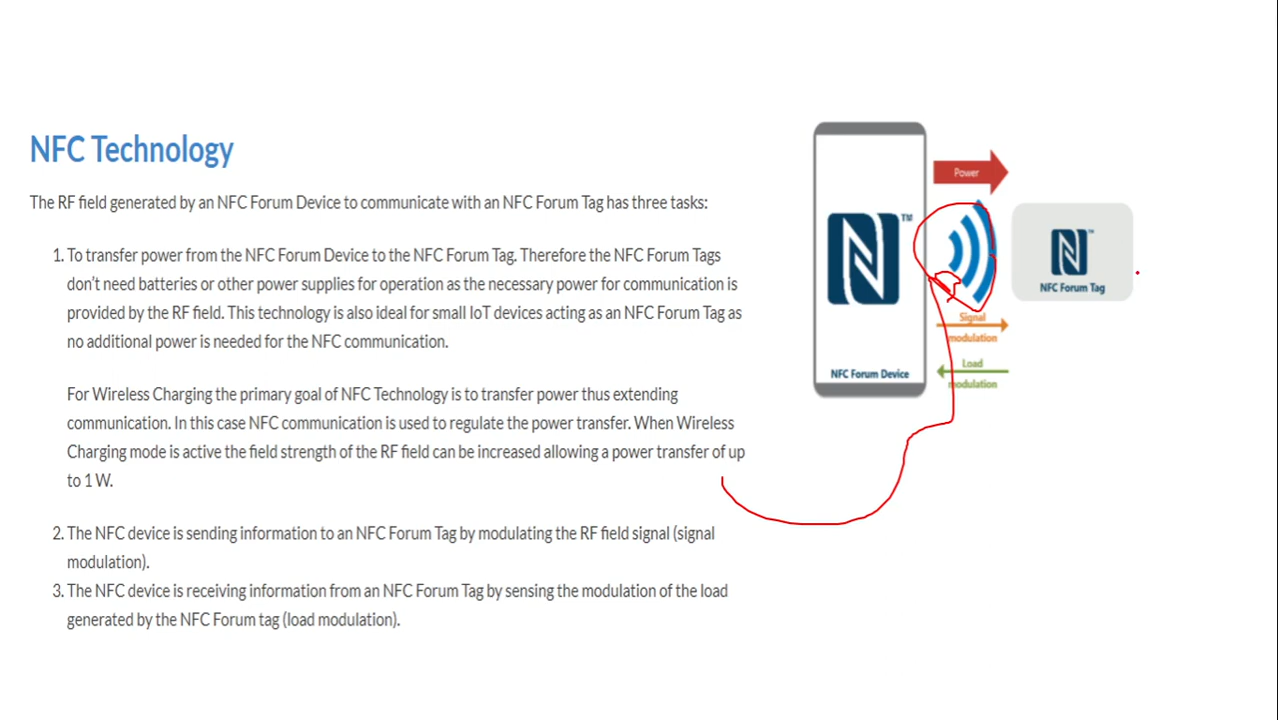 NFC Technology
The RF field generated by an NFC Forum Device to communicate with an NFC Forum Tag has three tasks:
1. To transfer power from the NFC Forum Device to the NFC Forum Tag. Therefore the NFC Forum Tags
don't need batteries or other power supplies for operation as the necessary power for communication is
provided by the RF field. This technology is also ideal for small IoT devices acting as an NFC Forum Tag as
no additional power is needed for the NFC communication.
For Wireless Charging the primary goal of NFC Technology is to transfer power thus extending
communication. In this case NFC communication is used to regulate the power transfer. When Wireless
Charging mode is active the field strength of the RF field can be increased allowing a power transfer of up
to 1 W.
2. The NFC device is sending information to an NFC Forum Tag by modulating the RF field signal (signal
modulation).
3. The NFC device is receiving information from an NFC Forum Tag by sensing the modulation of the load
generated by the NFC Forum tag (load modulation).
TM
NFC Forum Device
Power
Signal
modulation
Load
modulation
TM
NFC Forum Tag